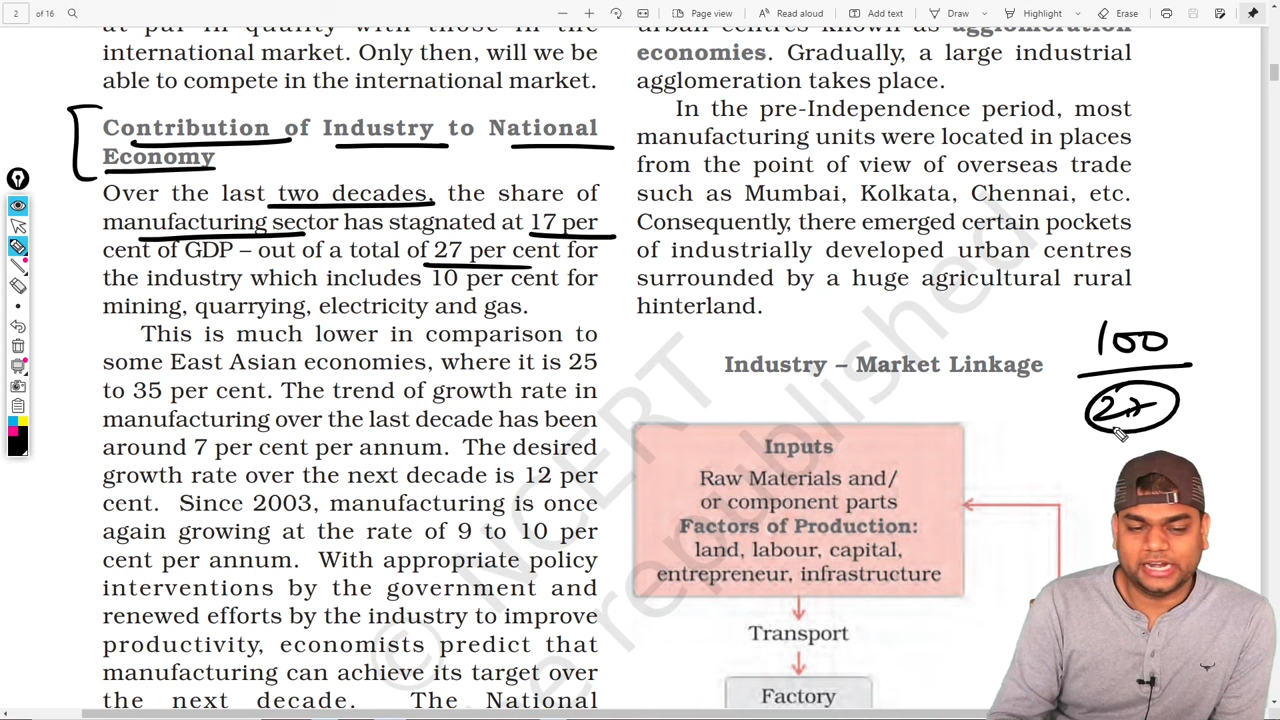 2 of 16
Page view
Read aloud
Add text
Draw
Highlight
Erase
at par in quality with those in the
international market. Only then, will we be
able to compete in the international market.
Contribution of Industry to National
Economy
Over the last two decades, the share of
manufacturing sector has stagnated at 17 per
cent of GDP – out of a total of 27 per cent for
the industry which includes 10 per cent for
mining, quarrying, electricity and gas.
This is much lower in comparison to
some East Asian economies, where it is 25
to 35 per cent. The trend of growth rate in
manufacturing over the last decade has been
around 7 per cent per annum. The desired
growth rate over the next decade is 12 per
cent. Since 2003, manufacturing is once
again growing at the rate of 9 to 10 per
cent per annum. With appropriate policy
interventions by the government and
renewed efforts by the industry to improve
productivity, economists predict that
manufacturing can achieve its target over
the next decade. The National
urban centres known as agglomeration
economies. Gradually, a large industrial
agglomeration takes place.
In the pre-Independence period, most
manufacturing units were located in places
from the point of view of overseas trade
such as Mumbai, Kolkata, Chennai, etc.
Consequently, there emerged certain pockets
of industrially developed urban centres
surrounded by a huge agricultural rural
hinterland.
100
27
Industry – Market Linkage
Inputs
Raw Materials and/
or component parts
Factors of Production:
land, labour, capital,
entrepreneur, infrastructure
Transport
Factory
© NCERT
be republished